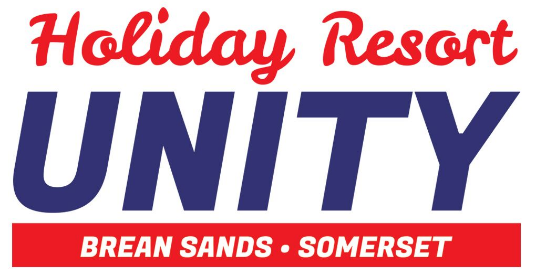 Holiday Resort
UNITY
BREAN SANDS • SOMERSET